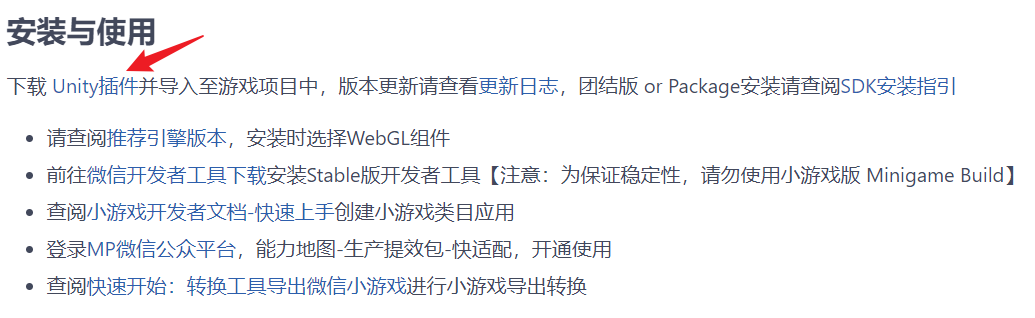 安装与使用
下载 Unity插件并导入至游戏项目中，版本更新请查看更新日志，团结版 or Package安装请查阅SDK安装指引
• 请查阅推荐引擎版本，安装时选择WebGL组件
• 前往微信开发者工具下载安装Stable版开发者工具【注意：为保证稳定性，请勿使用小游戏版 Minigame Build】
• 查阅小游戏开发者文档-快速上手创建小游戏类目应用
• 登录MP微信公众平台，能力地图-生产提效包-快适配，开通使用
• 查阅快速开始：转换工具导出微信小游戏进行小游戏导出转换